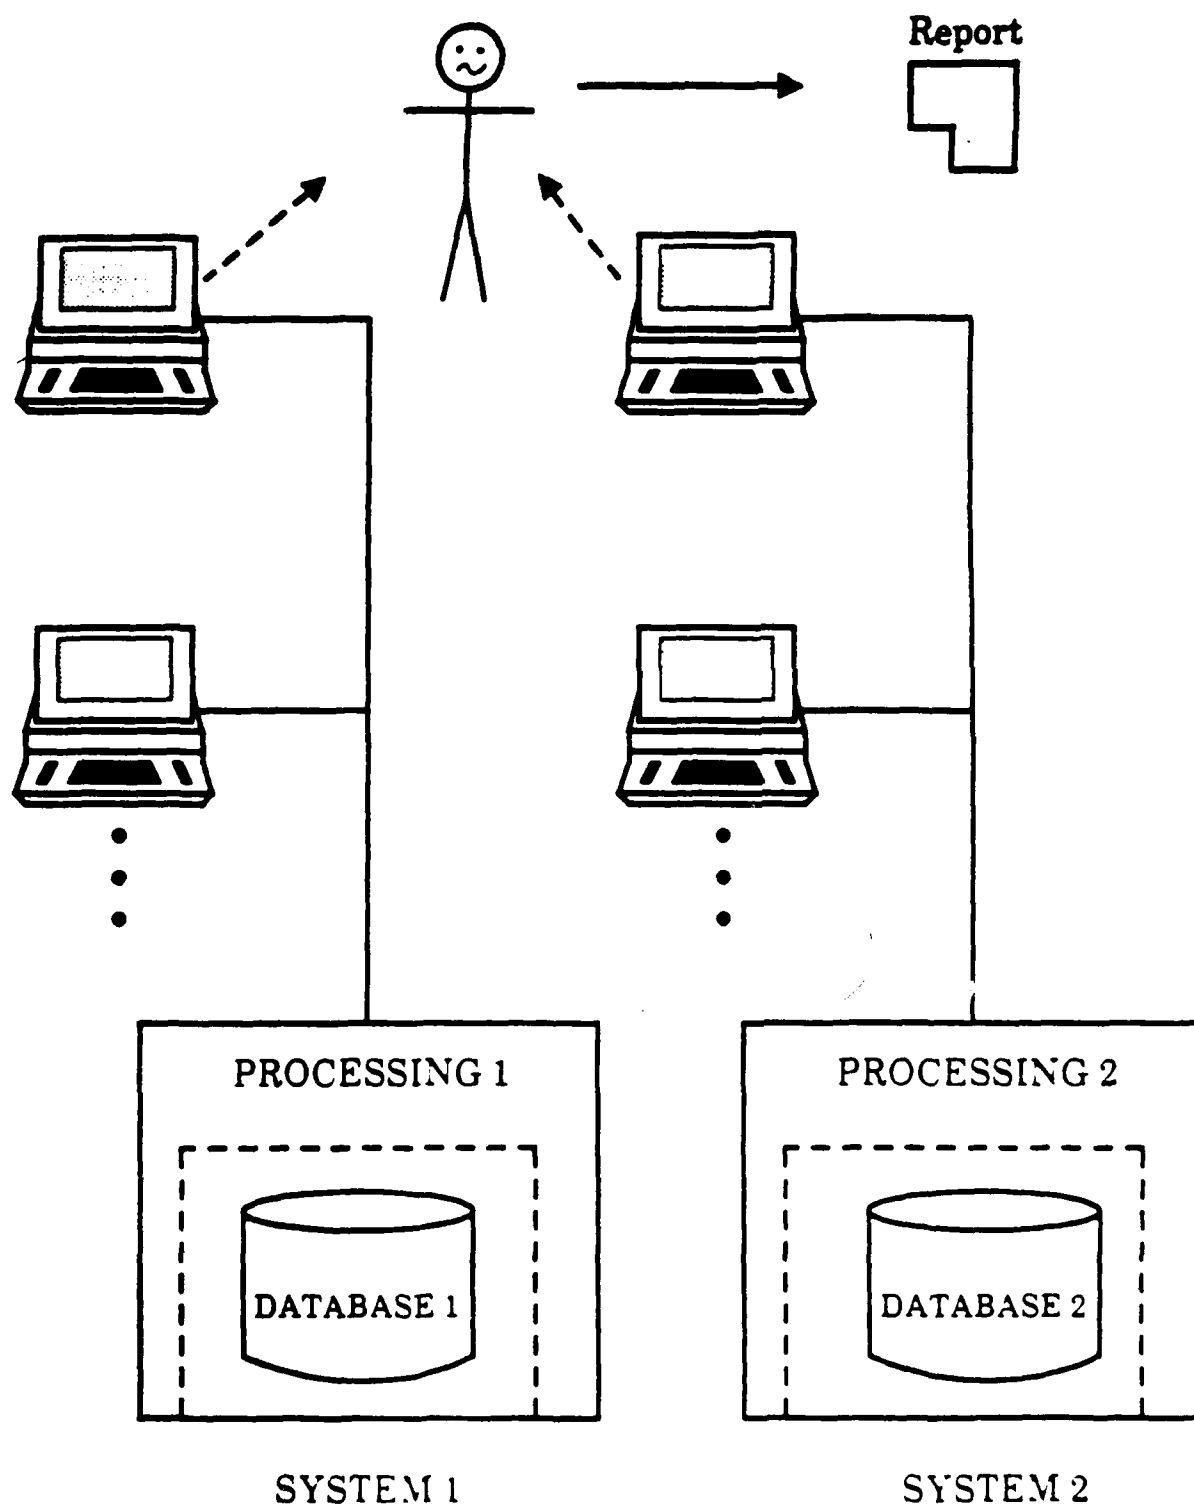 Report
PROCESSING 1
PROCESSING 2
DATABASE 1
DATABASE 2
SYSTEM 1
SYSTEM 2